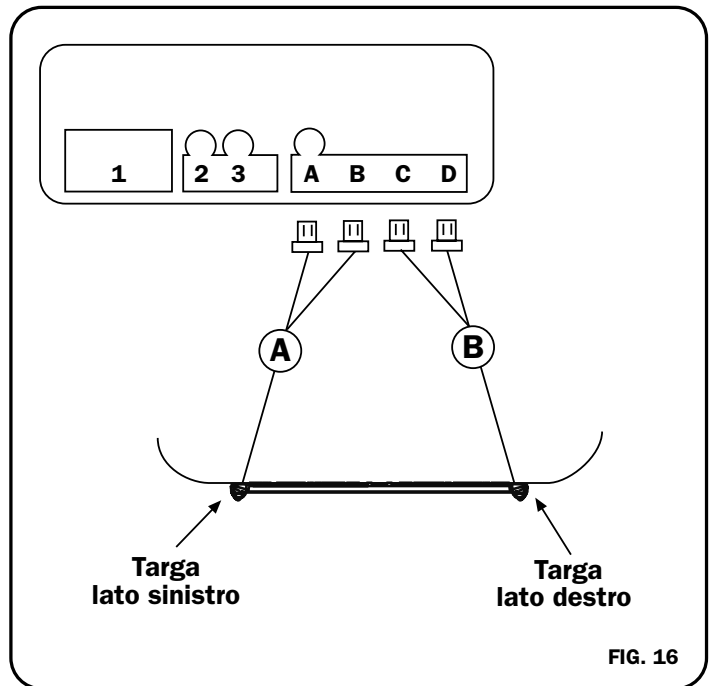 1 2 3 A B C D
A B
Targa
lato sinistro
Targa
lato destro
FIG. 16